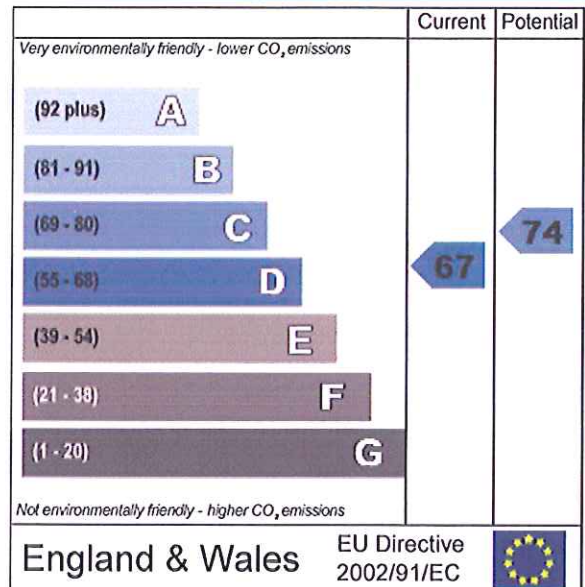 Current Potential
Very environmentally friendly - lower CO₂ emissions
(92 plus) A
(81 - 91) B
(69 - 80) C
74
(55 - 68) D
67
(39 - 54) E
(21 - 38) F
(1 - 20) G
Not environmentally friendly - higher CO₂ emissions
England & Wales
EU Directive
2002/91/EC